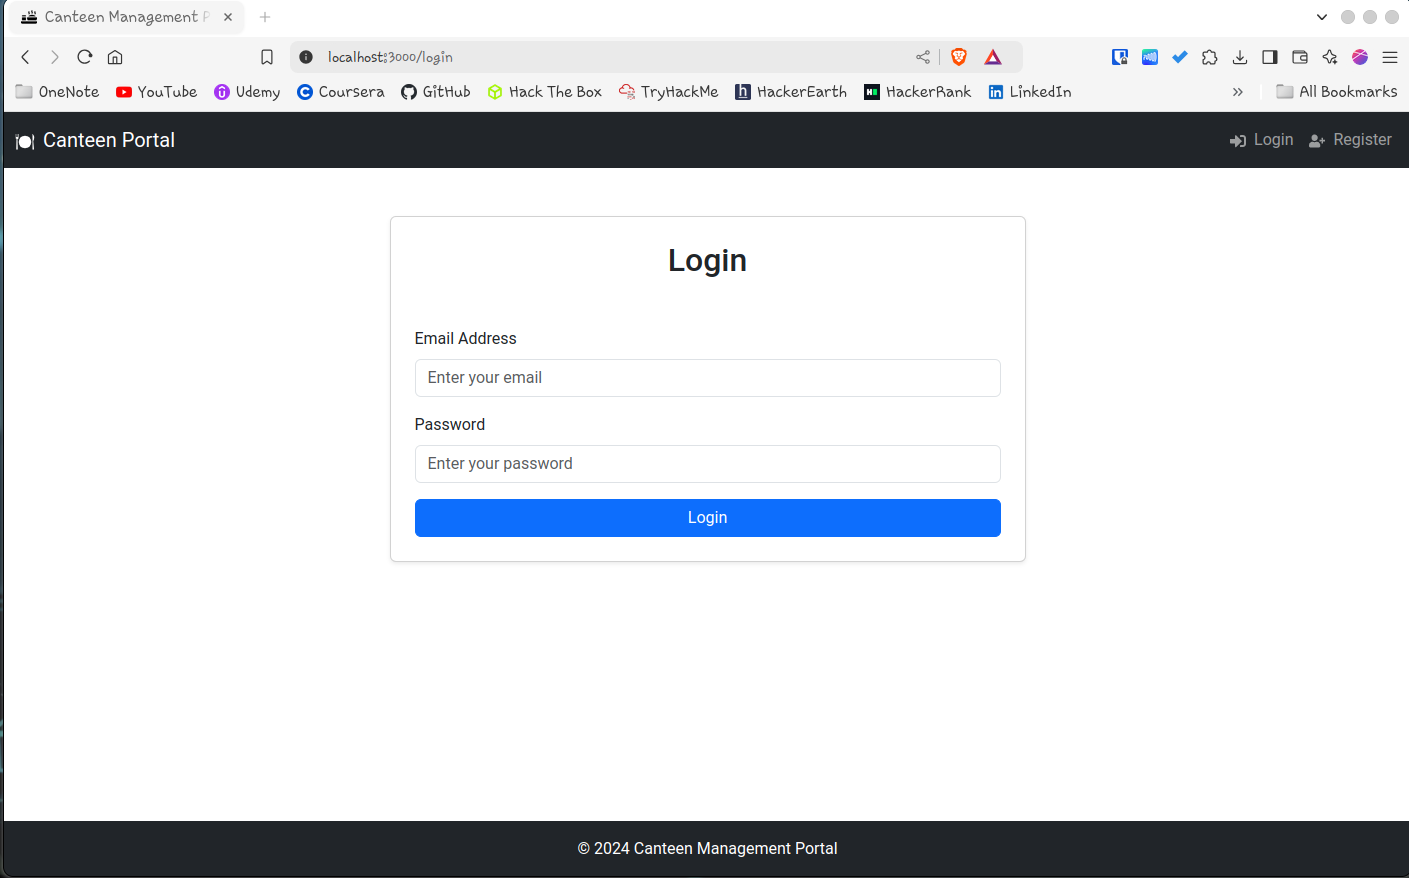 Canteen Management P
localhost:3000/login
OneNote YouTube Udemy Coursera GitHub Hack The Box TryHackMe HackerEarth HackerRank LinkedIn » All Bookmarks
Canteen Portal Login Register
Login
Email Address
Enter your email
Password
Enter your password
Login
© 2024 Canteen Management Portal